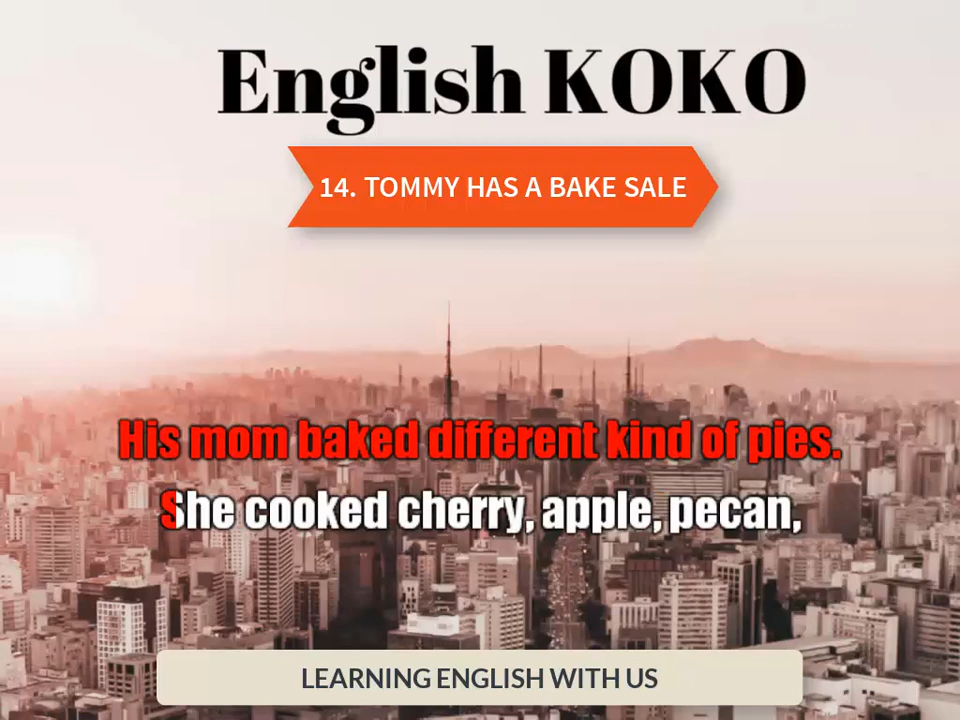 English KOKO
14. TOMMY HAS A BAKE SALE
His mom baked different kind of pies.
She cooked cherry, apple, pecan,
LEARNING ENGLISH WITH US